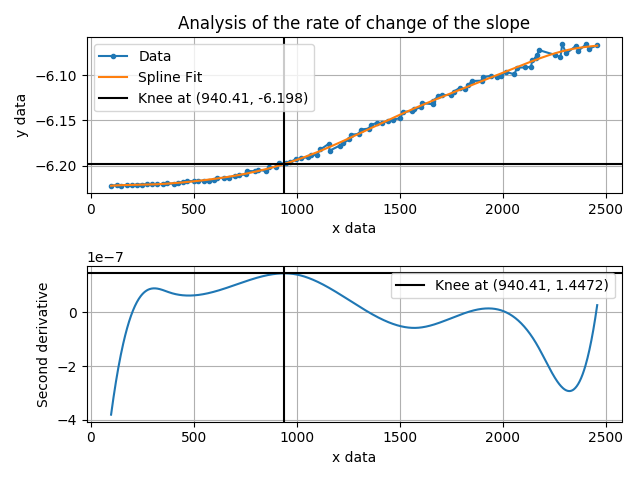 Analysis of the rate of change of the slope
Data
Spline Fit
Knee at (940.41, -6.198)
−6.10
−6.15
−6.20
y data
0 500 1000 1500 2000 2500
x data
1e−7
Knee at (940.41, 1.4472)
0
−2
−4
Second derivative
0 500 1000 1500 2000 2500
x data